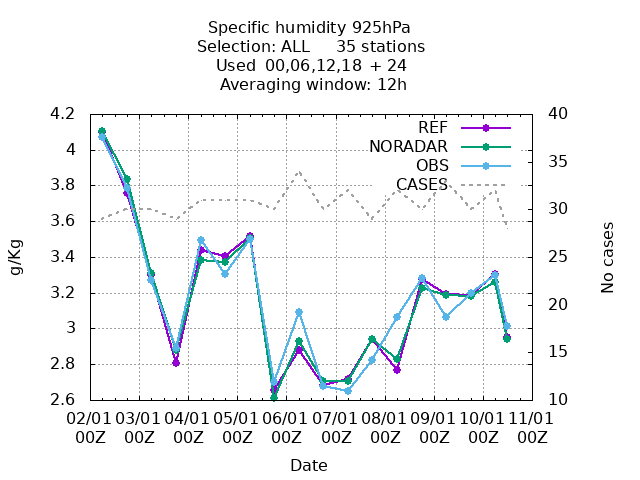 Specific humidity 925hPa
Selection: ALL     35 stations
Used  00,06,12,18  + 24
Averaging window: 12h
g/Kg
4.2
4
3.8
3.6
3.4
3.2
3
2.8
2.6
REF
NORADAR
OBS
CASES
40
35
30
25
20
15
10
No cases
02/01 03/01 04/01 05/01 06/01 07/01 08/01 09/01 10/01 11/01
00Z 00Z 00Z 00Z 00Z 00Z 00Z 00Z 00Z 00Z
Date